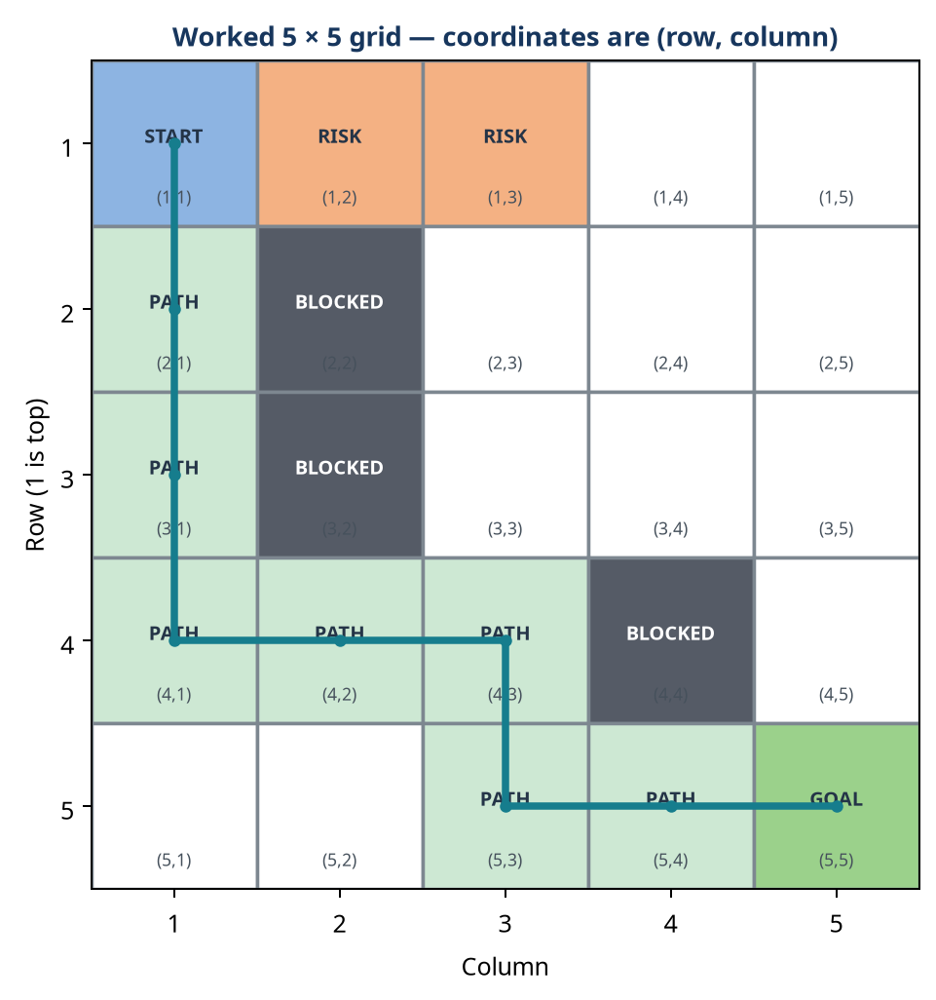 Worked 5 × 5 grid — coordinates are (row, column)
START RISK RISK
1
(1,1) (1,2) (1,3) (1,4) (1,5)
PATH BLOCKED
2
(2,1) (2,2) (2,3) (2,4) (2,5)
PATH BLOCKED
3
(3,1) (3,2) (3,3) (3,4) (3,5)
PATH PATH PATH BLOCKED
4
(4,1) (4,2) (4,3) (4,4) (4,5)
PATH PATH GOAL
5
(5,1) (5,2) (5,3) (5,4) (5,5)
Row (1 is top)
1 2 3 4 5
Column